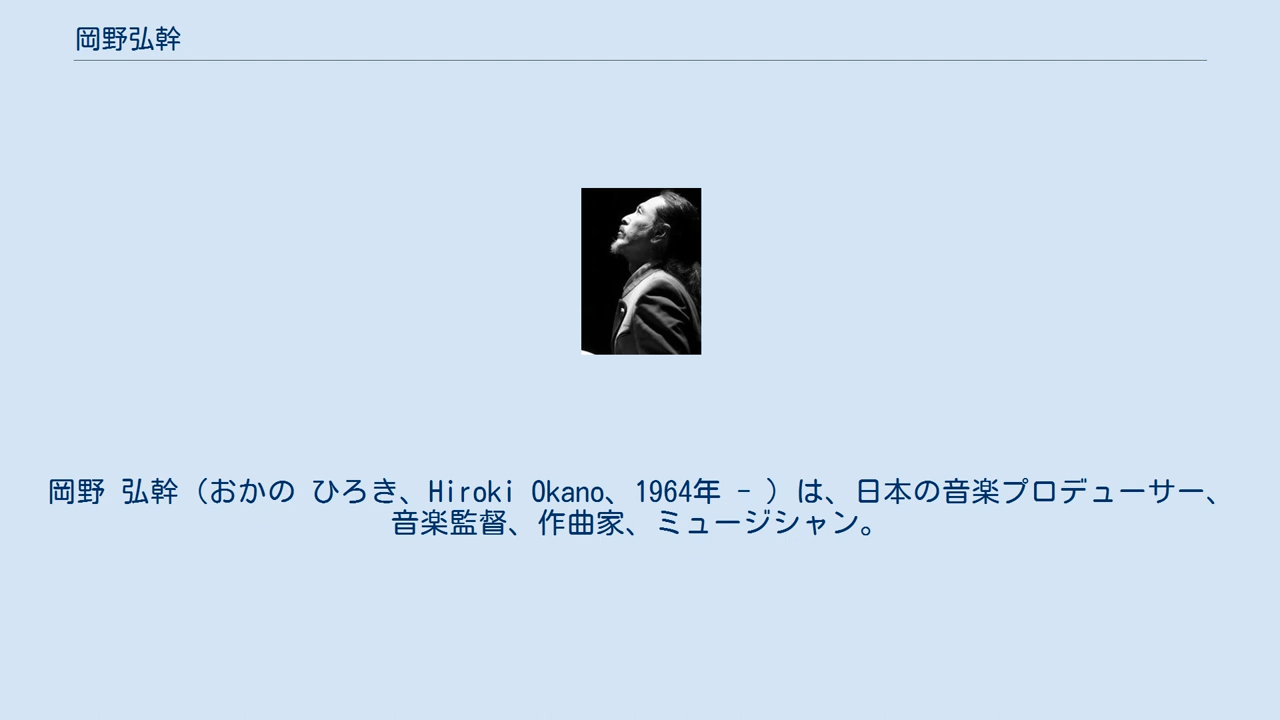 岡野弘幹
岡野 弘幹（おかの ひろき、Hiroki Okano、1964年 - ）は、日本の音楽プロデューサー、
音楽監督、作曲家、ミュージシャン。